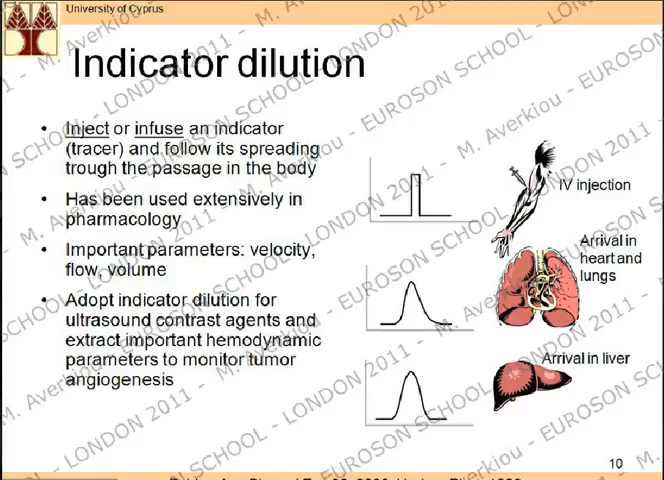 University of Cyprus
Indicator dilution
• Inject or infuse an indicator
(tracer) and follow its spreading
trough the passage in the body
• Has been used extensively in
pharmacology
• Important parameters: velocity,
flow, volume
• Adopt indicator dilution for
ultrasound contrast agents and
extract important hemodynamic
parameters to monitor tumor
angiogenesis
IV injection
Arrival in
heart and
lungs
Arrival in liver
10
M. Averkiou - EUROSON SCHOOL - LONDON 2011